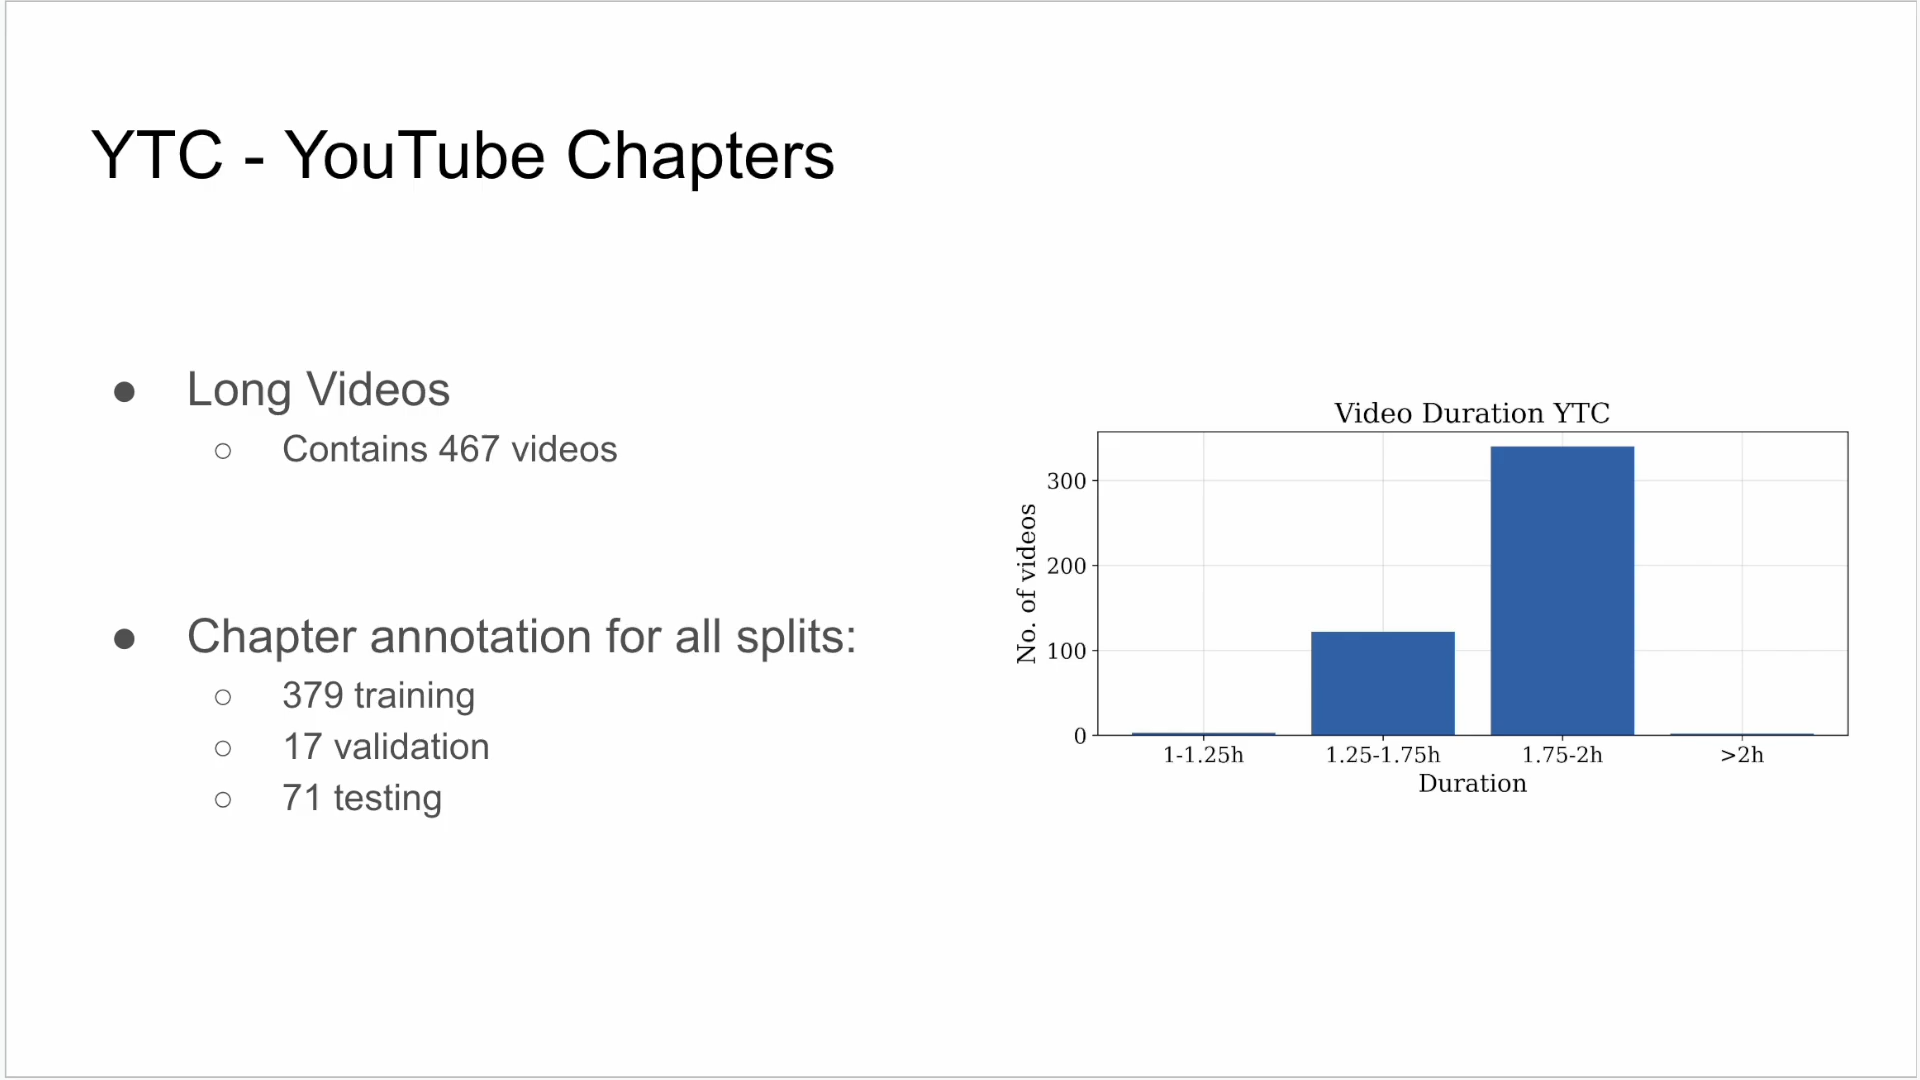 YTC - YouTube Chapters
● Long Videos
○ Contains 467 videos
● Chapter annotation for all splits:
○ 379 training
○ 17 validation
○ 71 testing
Video Duration YTC
No. of videos
300
200
100
0
1-1.25h 1.25-1.75h 1.75-2h >2h
Duration